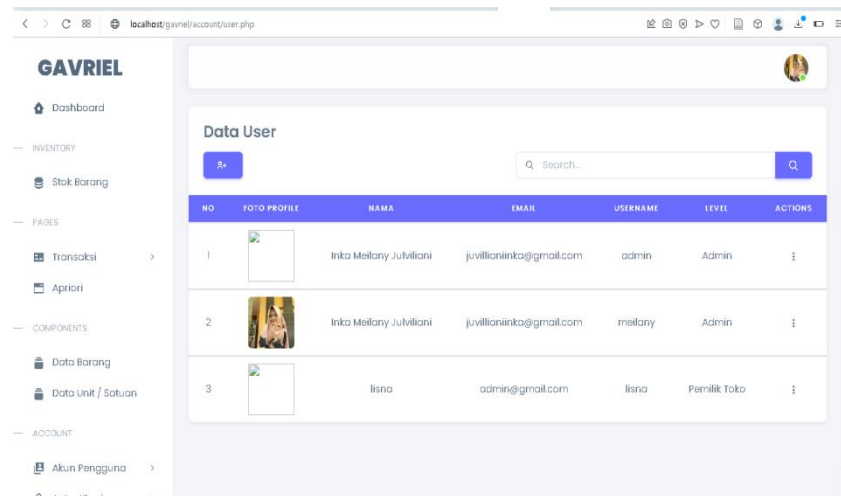 localhost/gavriel/account/user.php
GAVRIEL
Dashboard
INVENTORY
Stok Barang
PAGES
Transaksi
Apriori
COMPONENTS
Data Barang
Data Unit / Satuan
ACCOUNT
Akun Pengguna
Data User
Search...
NO FOTO PROFILE NAMA EMAIL USERNAME LEVEL ACTIONS
1 Inka Meilany Julviliani juvillianiinka@gmail.com admin Admin
2 Inka Meilany Julviliani juvillianiinka@gmail.com meilany Admin
3 lisna admin@gmail.com lisna Pemilik Toko